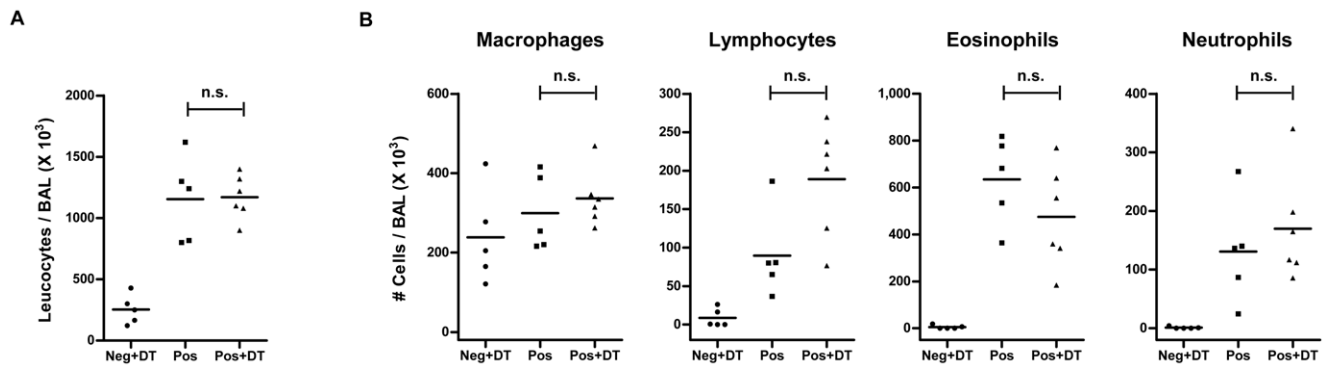 A
B
Macrophages
Lymphocytes
Eosinophils
Neutrophils
n.s.
n.s.
n.s.
n.s.
n.s.
Leucocytes / BAL (X 10³)
2000
1500
1000
500
0
Neg+DT Pos Pos+DT
# Cells / BAL (X 10³)
600
400
200
0
Neg+DT Pos Pos+DT
300
250
200
150
100
50
0
Neg+DT Pos Pos+DT
1,000
800
600
400
200
0
Neg+DT Pos Pos+DT
400
300
200
100
0
Neg+DT Pos Pos+DT